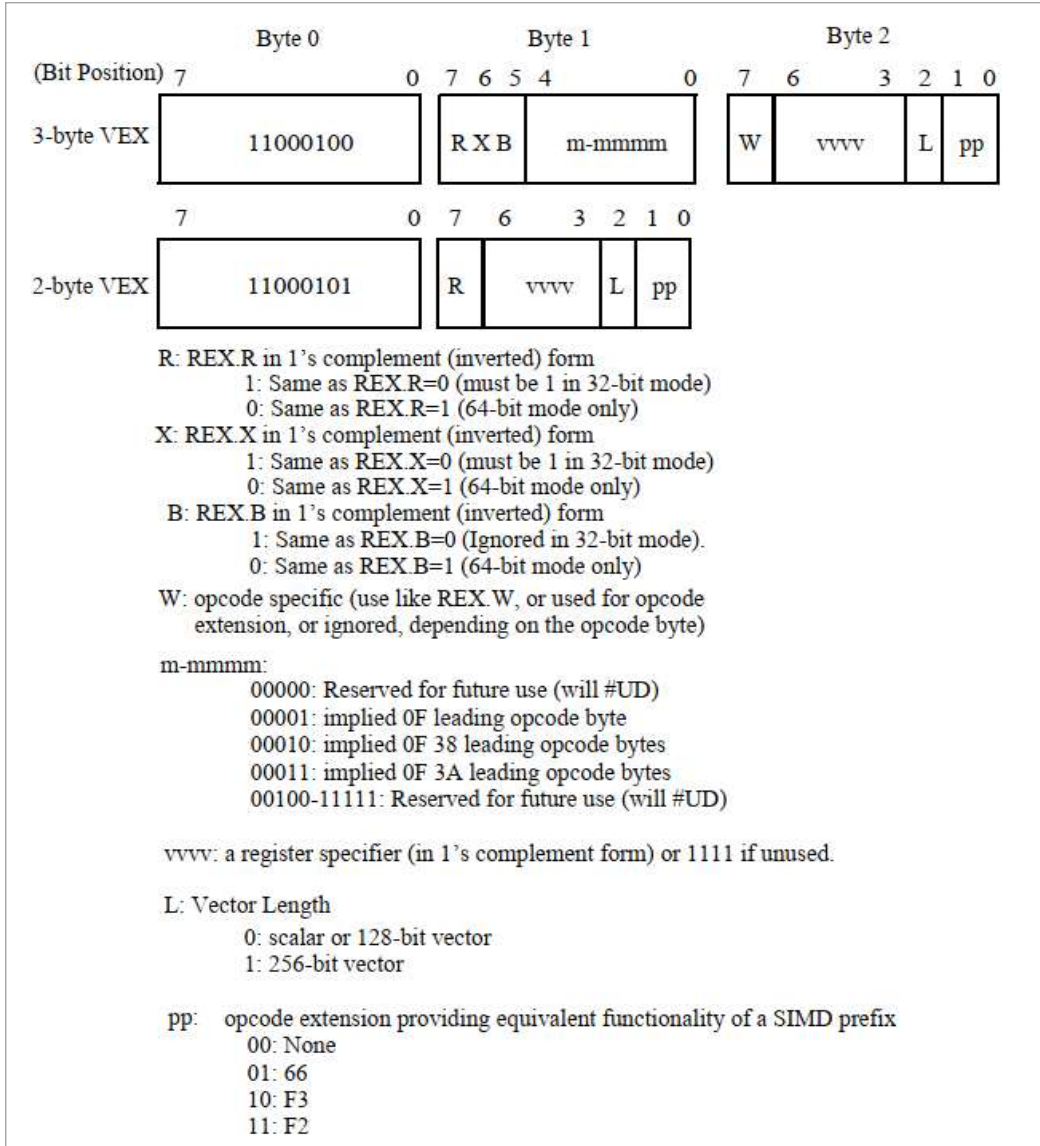 Byte 0 Byte 1 Byte 2
(Bit Position) 7 0 7 6 5 4 0 7 6 3 2 1 0
3-byte VEX 11000100 R X B m-mmmm W vvvv L pp
7 0 7 6 3 2 1 0
2-byte VEX 11000101 R vvvv L pp
R: REX.R in 1’s complement (inverted) form
1: Same as REX.R=0 (must be 1 in 32-bit mode)
0: Same as REX.R=1 (64-bit mode only)
X: REX.X in 1’s complement (inverted) form
1: Same as REX.X=0 (must be 1 in 32-bit mode)
0: Same as REX.X=1 (64-bit mode only)
B: REX.B in 1’s complement (inverted) form
1: Same as REX.B=0 (Ignored in 32-bit mode).
0: Same as REX.B=1 (64-bit mode only)
W: opcode specific (use like REX.W, or used for opcode
extension, or ignored, depending on the opcode byte)
m-mmmm:
00000: Reserved for future use (will #UD)
00001: implied 0F leading opcode byte
00010: implied 0F 38 leading opcode bytes
00011: implied 0F 3A leading opcode bytes
00100-11111: Reserved for future use (will #UD)
vvvv: a register specifier (in 1’s complement form) or 1111 if unused.
L: Vector Length
0: scalar or 128-bit vector
1: 256-bit vector
pp: opcode extension providing equivalent functionality of a SIMD prefix
00: None
01: 66
10: F3
11: F2